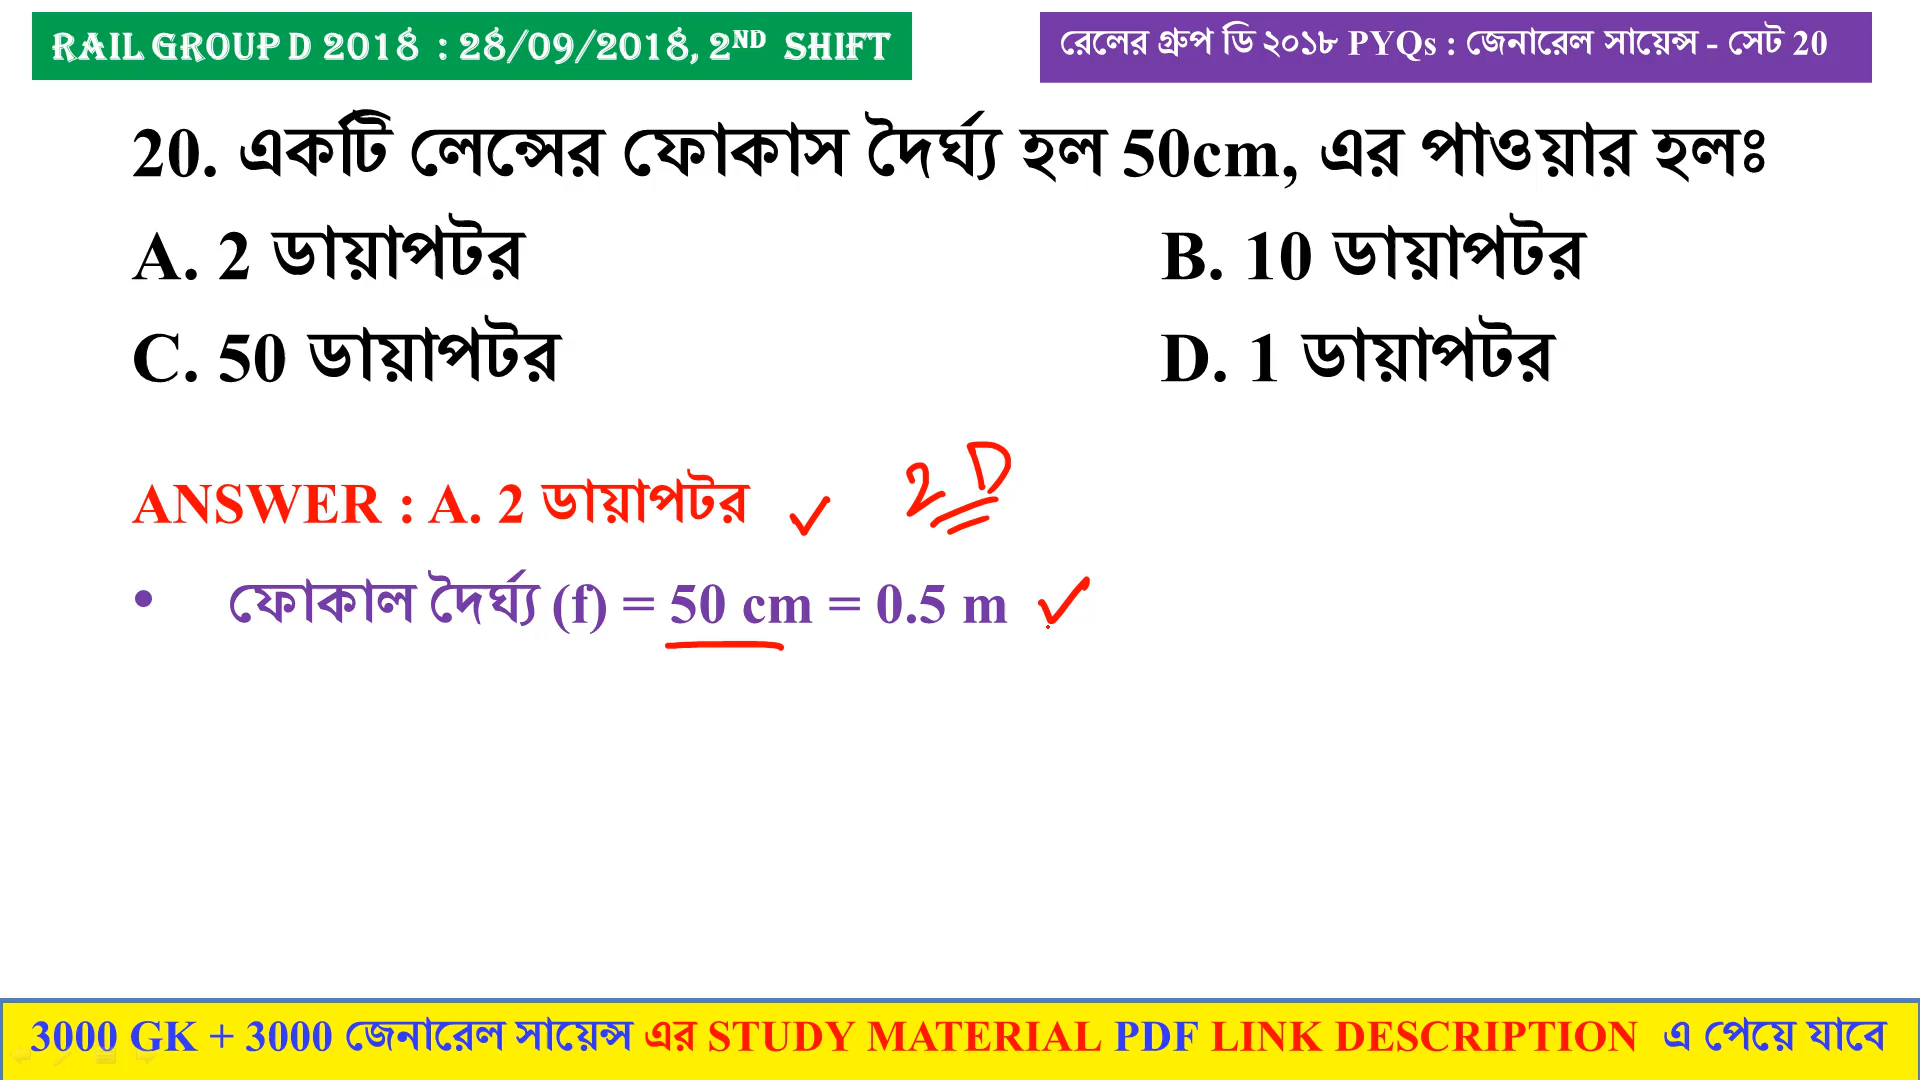 RAIL GROUP D 2018 : 28/09/2018, 2ND SHIFT
রেলের গ্রুপ ডি ২০১৮ PYQs : জেনারেল সায়েন্স - সেট 20
20. একটি লেন্সের ফোকাস দৈর্ঘ্য হল 50cm, এর পাওয়ার হলঃ
A. 2 ডায়াপটর B. 10 ডায়াপটর
C. 50 ডায়াপটর D. 1 ডায়াপটর
ANSWER : A. 2 ডায়াপটর 2 D
• ফোকাল দৈর্ঘ্য (f) = 50 cm = 0.5 m
3000 GK + 3000 জেনারেল সায়েন্স এর STUDY MATERIAL PDF LINK DESCRIPTION এ পেয়ে যাবে